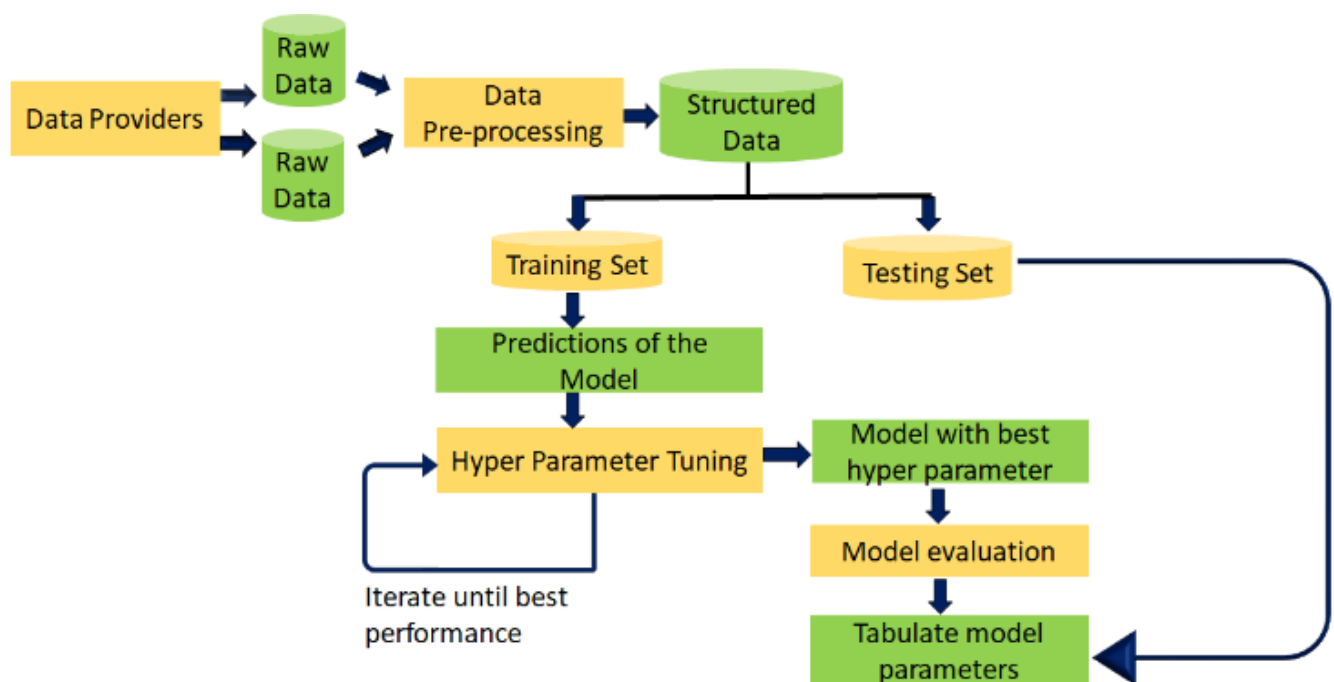 Raw
Data
Data Providers
Raw
Data
Data
Pre-processing
Structured
Data
Training Set
Testing Set
Predictions of the
Model
Hyper Parameter Tuning
Model with best
hyper parameter
Iterate until best
performance
Model evaluation
Tabulate model
parameters